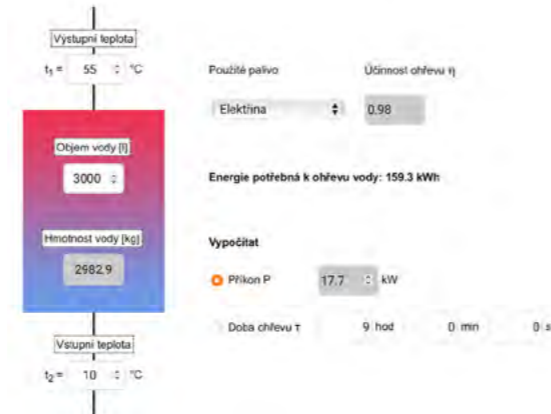 Výstupní teplota
t₁ = 55 °C
Použité palivo
Účinnost ohřevu η
Elektřina
0.98
Objem vody [l]
3000
Energie potřebná k ohřevu vody: 159.3 kWh
Hmotnost vody [kg]
2982.9
Vypočítat
Příkon P 17.7 kW
Doba ohřevu τ 9 hod 0 min 0 s
Vstupní teplota
t₂ = 10 °C